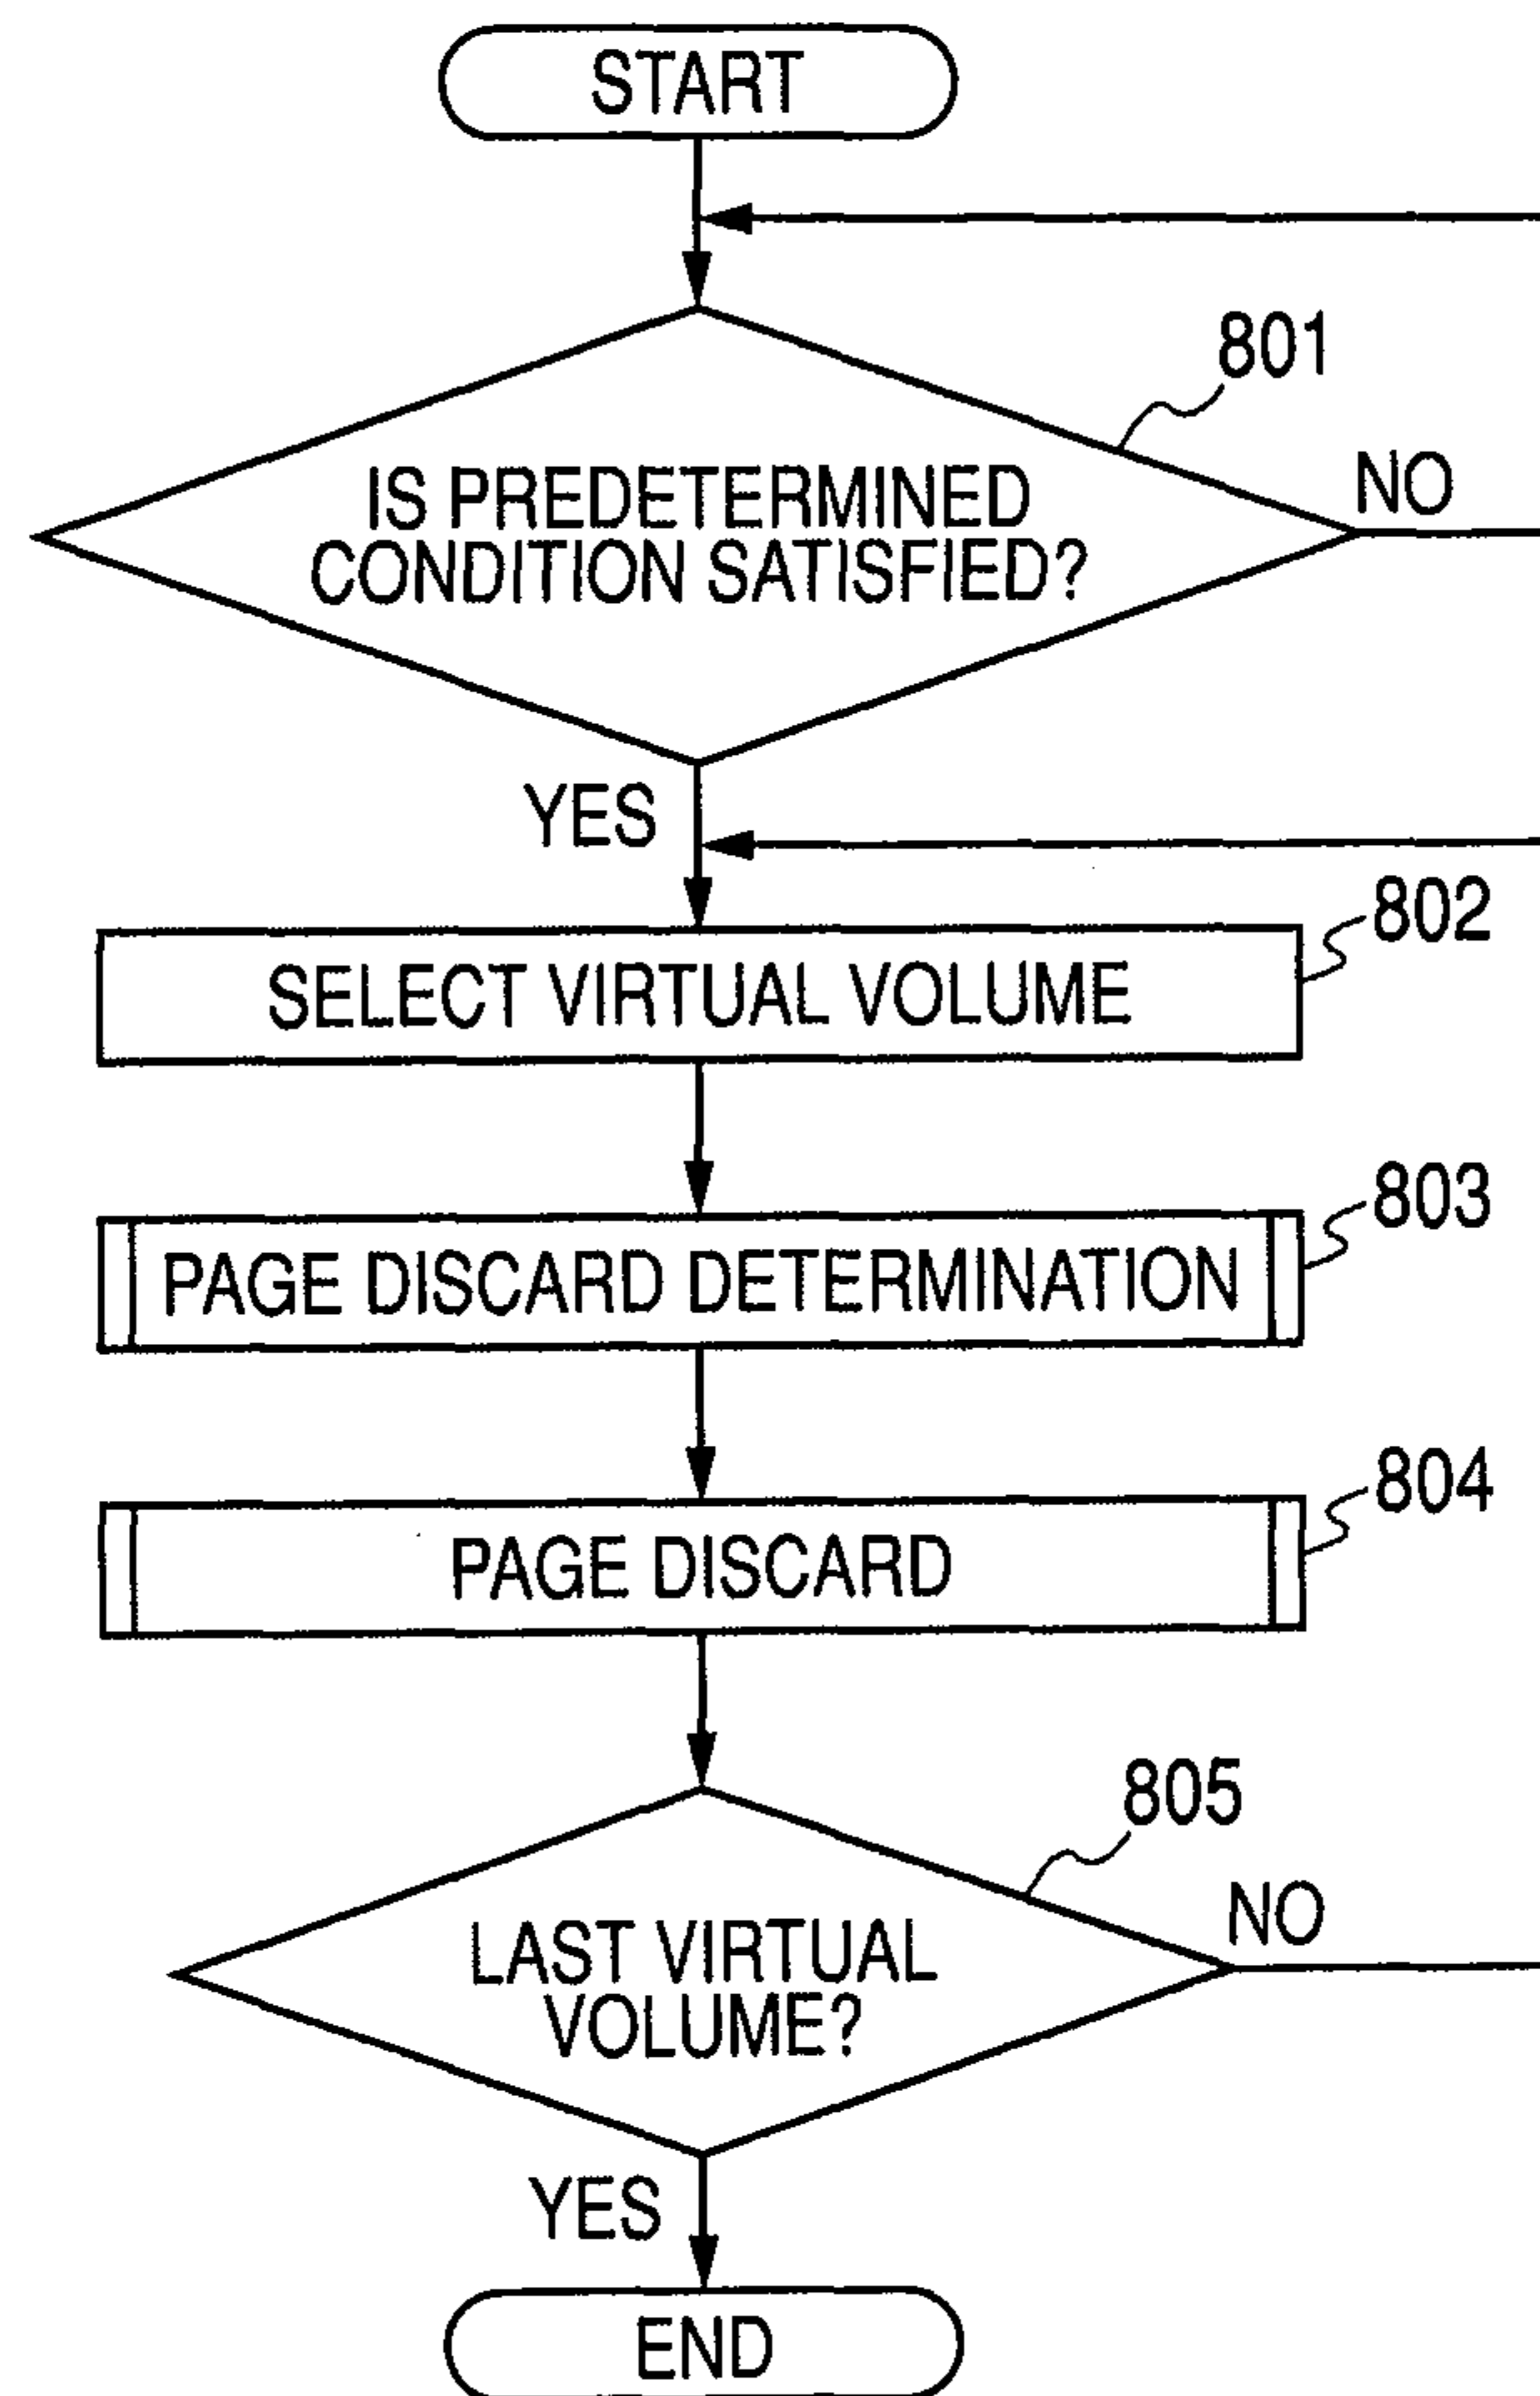 START
801
IS PREDETERMINED
CONDITION SATISFIED?
NO
YES
802
SELECT VIRTUAL VOLUME
803
PAGE DISCARD DETERMINATION
804
PAGE DISCARD
805
LAST VIRTUAL
VOLUME?
NO
YES
END